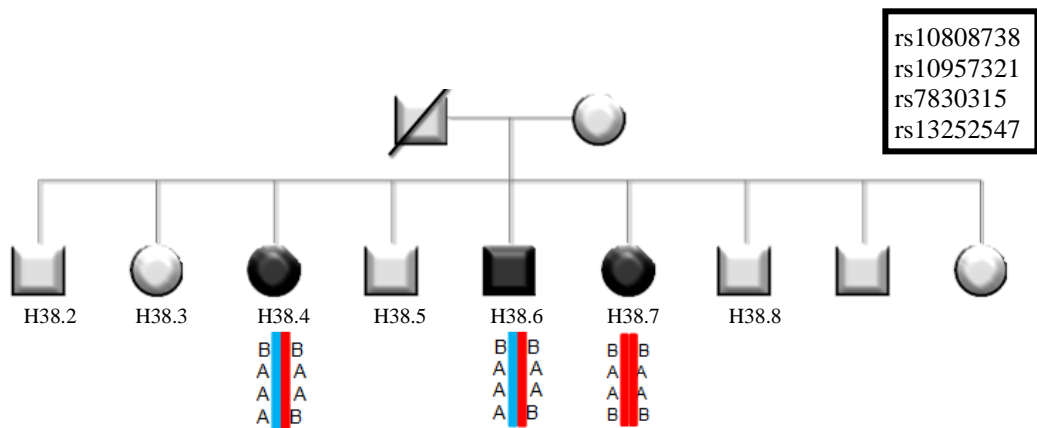 rs10808738
rs10957321
rs7830315
rs13252547
H38.2 H38.3 H38.4 H38.5 H38.6 H38.7 H38.8
B B B B B B
A A A A A A
A A A A A A
A B A B B B